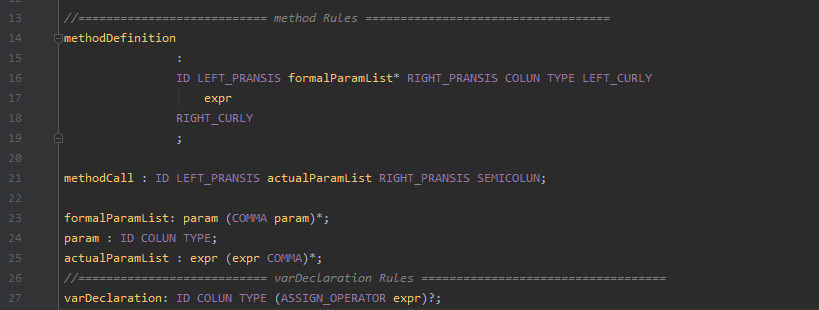 13 //=========================== method Rules ===================================
14 methodDefinition
15 :
16 ID LEFT_PRANSIS formalParamList* RIGHT_PRANSIS COLUN TYPE LEFT_CURLY
17 expr
18 RIGHT_CURLY
19 ;
20
21 methodCall : ID LEFT_PRANSIS actualParamList RIGHT_PRANSIS SEMICOLUN;
22
23 formalParamList: param (COMMA param)*;
24 param : ID COLUN TYPE;
25 actualParamList : expr (expr COMMA)*;
26 //=========================== varDeclaration Rules ===================================
27 varDeclaration: ID COLUN TYPE (ASSIGN_OPERATOR expr)?;